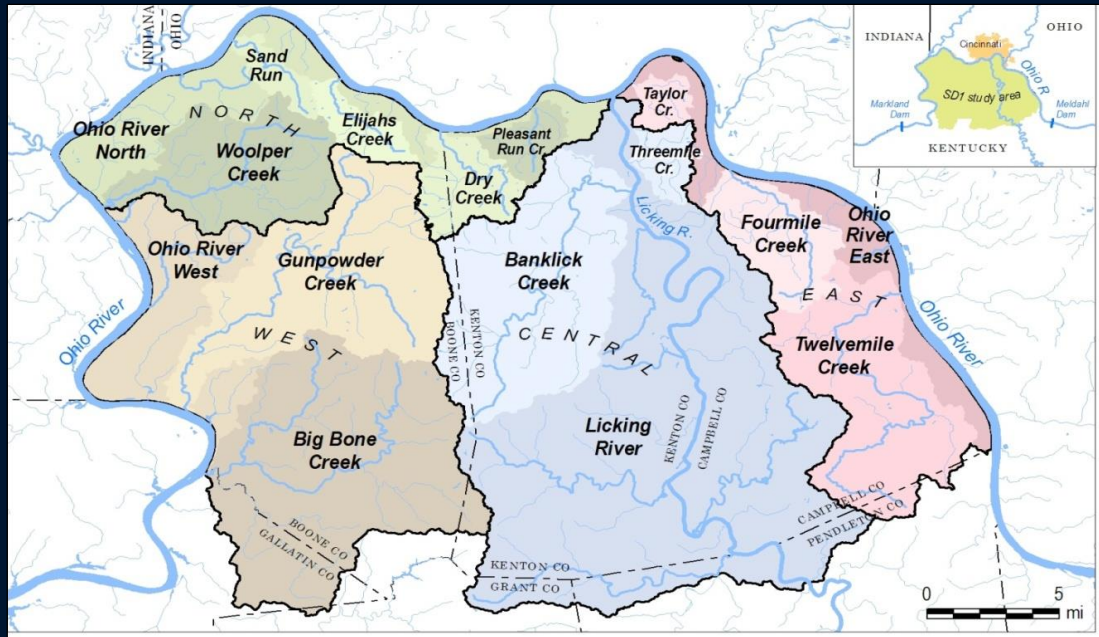 INDIANA
OHIO
Sand
Run
NORTH
Ohio River
North
Woolper
Creek
Elijahs
Creek
Pleasant
Run Cr.
Dry
Creek
Taylor
Cr.
Threemile
Cr.
Licking R.
Ohio River
West
Gunpowder
Creek
Banklick
Creek
Fourmile
Creek
Ohio
River
East
EAST
Ohio River
WEST
BOONE CO
KENTON CO
CENTRAL
Twelvemile
Creek
Ohio River
Big Bone
Creek
Licking
River
KENTON CO
CAMPBELL CO
BOONE CO
GALLATIN CO
CAMPBELL CO
PENDLETON CO
KENTON CO
GRANT CO
INDIANA
OHIO
Cincinnati
Ohio R.
SD1 study area
Markland
Dam
Meldahl
Dam
KENTUCKY
0 5
mi